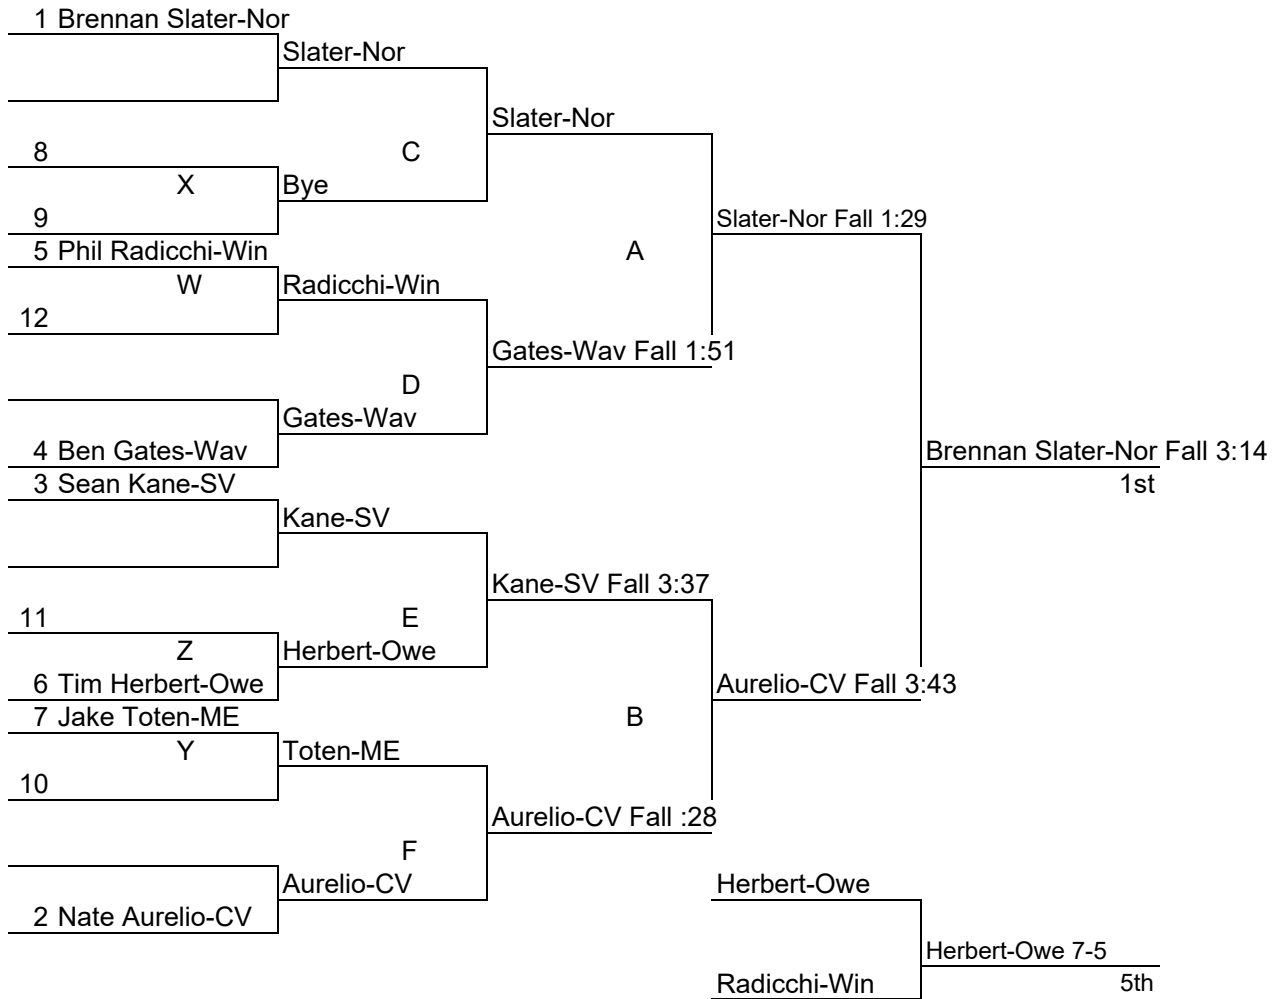 1 Brennan Slater-Nor
Slater-Nor
Slater-Nor
8
C
X
Bye
9
Slater-Nor Fall 1:29
5 Phil Radicchi-Win
A
W
Radicchi-Win
12
Gates-Wav Fall 1:51
D
Gates-Wav
4 Ben Gates-Wav
Brennan Slater-Nor Fall 3:14
3 Sean Kane-SV
1st
Kane-SV
Kane-SV Fall 3:37
11
E
Z
Herbert-Owe
6 Tim Herbert-Owe
Aurelio-CV Fall 3:43
7 Jake Toten-ME
B
Y
Toten-ME
10
Aurelio-CV Fall :28
F
Aurelio-CV
Herbert-Owe
2 Nate Aurelio-CV
Herbert-Owe 7-5
Radicchi-Win
5th